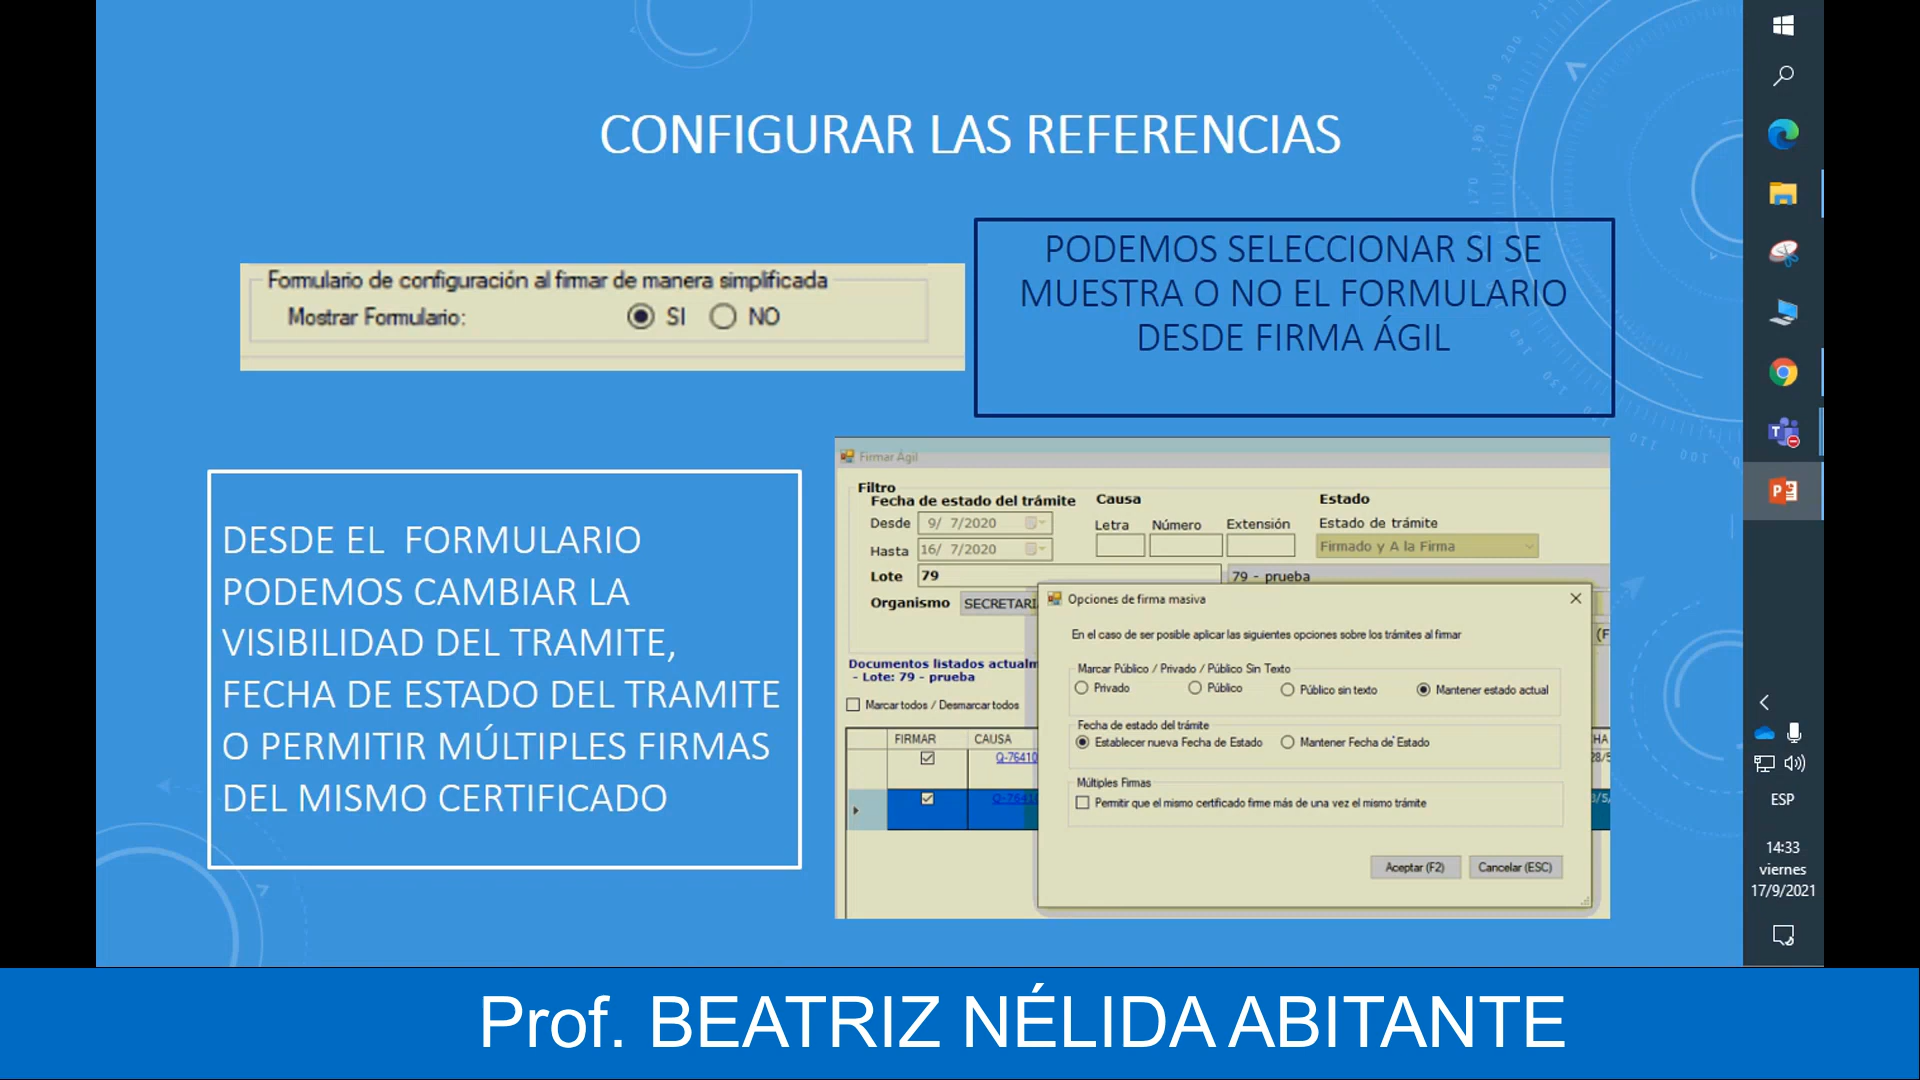 CONFIGURAR LAS REFERENCIAS
Formulario de configuración al firmar de manera simplificada
Mostrar Formulario: SI NO
PODEMOS SELECCIONAR SI SE
MUESTRA O NO EL FORMULARIO
DESDE FIRMA ÁGIL
DESDE EL FORMULARIO
PODEMOS CAMBIAR LA
VISIBILIDAD DEL TRAMITE,
FECHA DE ESTADO DEL TRAMITE
O PERMITIR MÚLTIPLES FIRMAS
DEL MISMO CERTIFICADO
Firmar Ágil
Filtro
Fecha de estado del trámite Causa Estado
Desde 9/ 7/2020 Letra Número Extensión Estado de trámite
Hasta 16/ 7/2020 Firmado y A la Firma
Lote 79 79 - prueba
Organismo SECRETARI
Documentos listados actualm
- Lote: 79 - prueba
Marcar todos / Desmarcar todos
FIRMAR CAUSA
Q-76410
Opciones de firma masiva
En el caso de ser posible aplicar las siguientes opciones sobre los trámites al firmar
Marcar Público / Privado / Público Sin Texto
Privado Público Público sin texto Mantener estado actual
Fecha de estado del trámite
Establecer nueva Fecha de Estado Mantener Fecha de Estado
Múltiples Firmas
Permitir que el mismo certificado firme más de una vez el mismo trámite
Aceptar (F2) Cancelar (ESC)
ESP
14:33
viernes
17/9/2021
Prof. BEATRIZ NÉLIDA ABITANTE